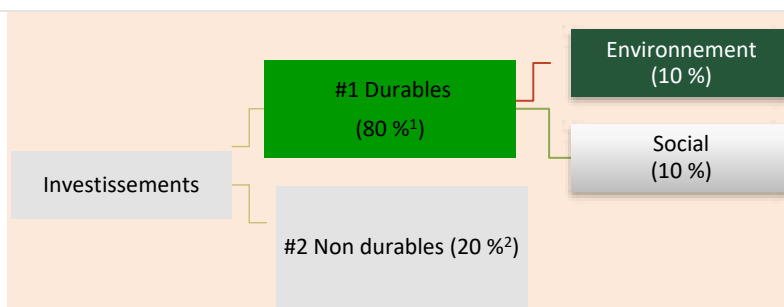 Investissements
#1 Durables
(80 %¹)
#2 Non durables (20 %²)
Environnement
(10 %)
Social
(10 %)